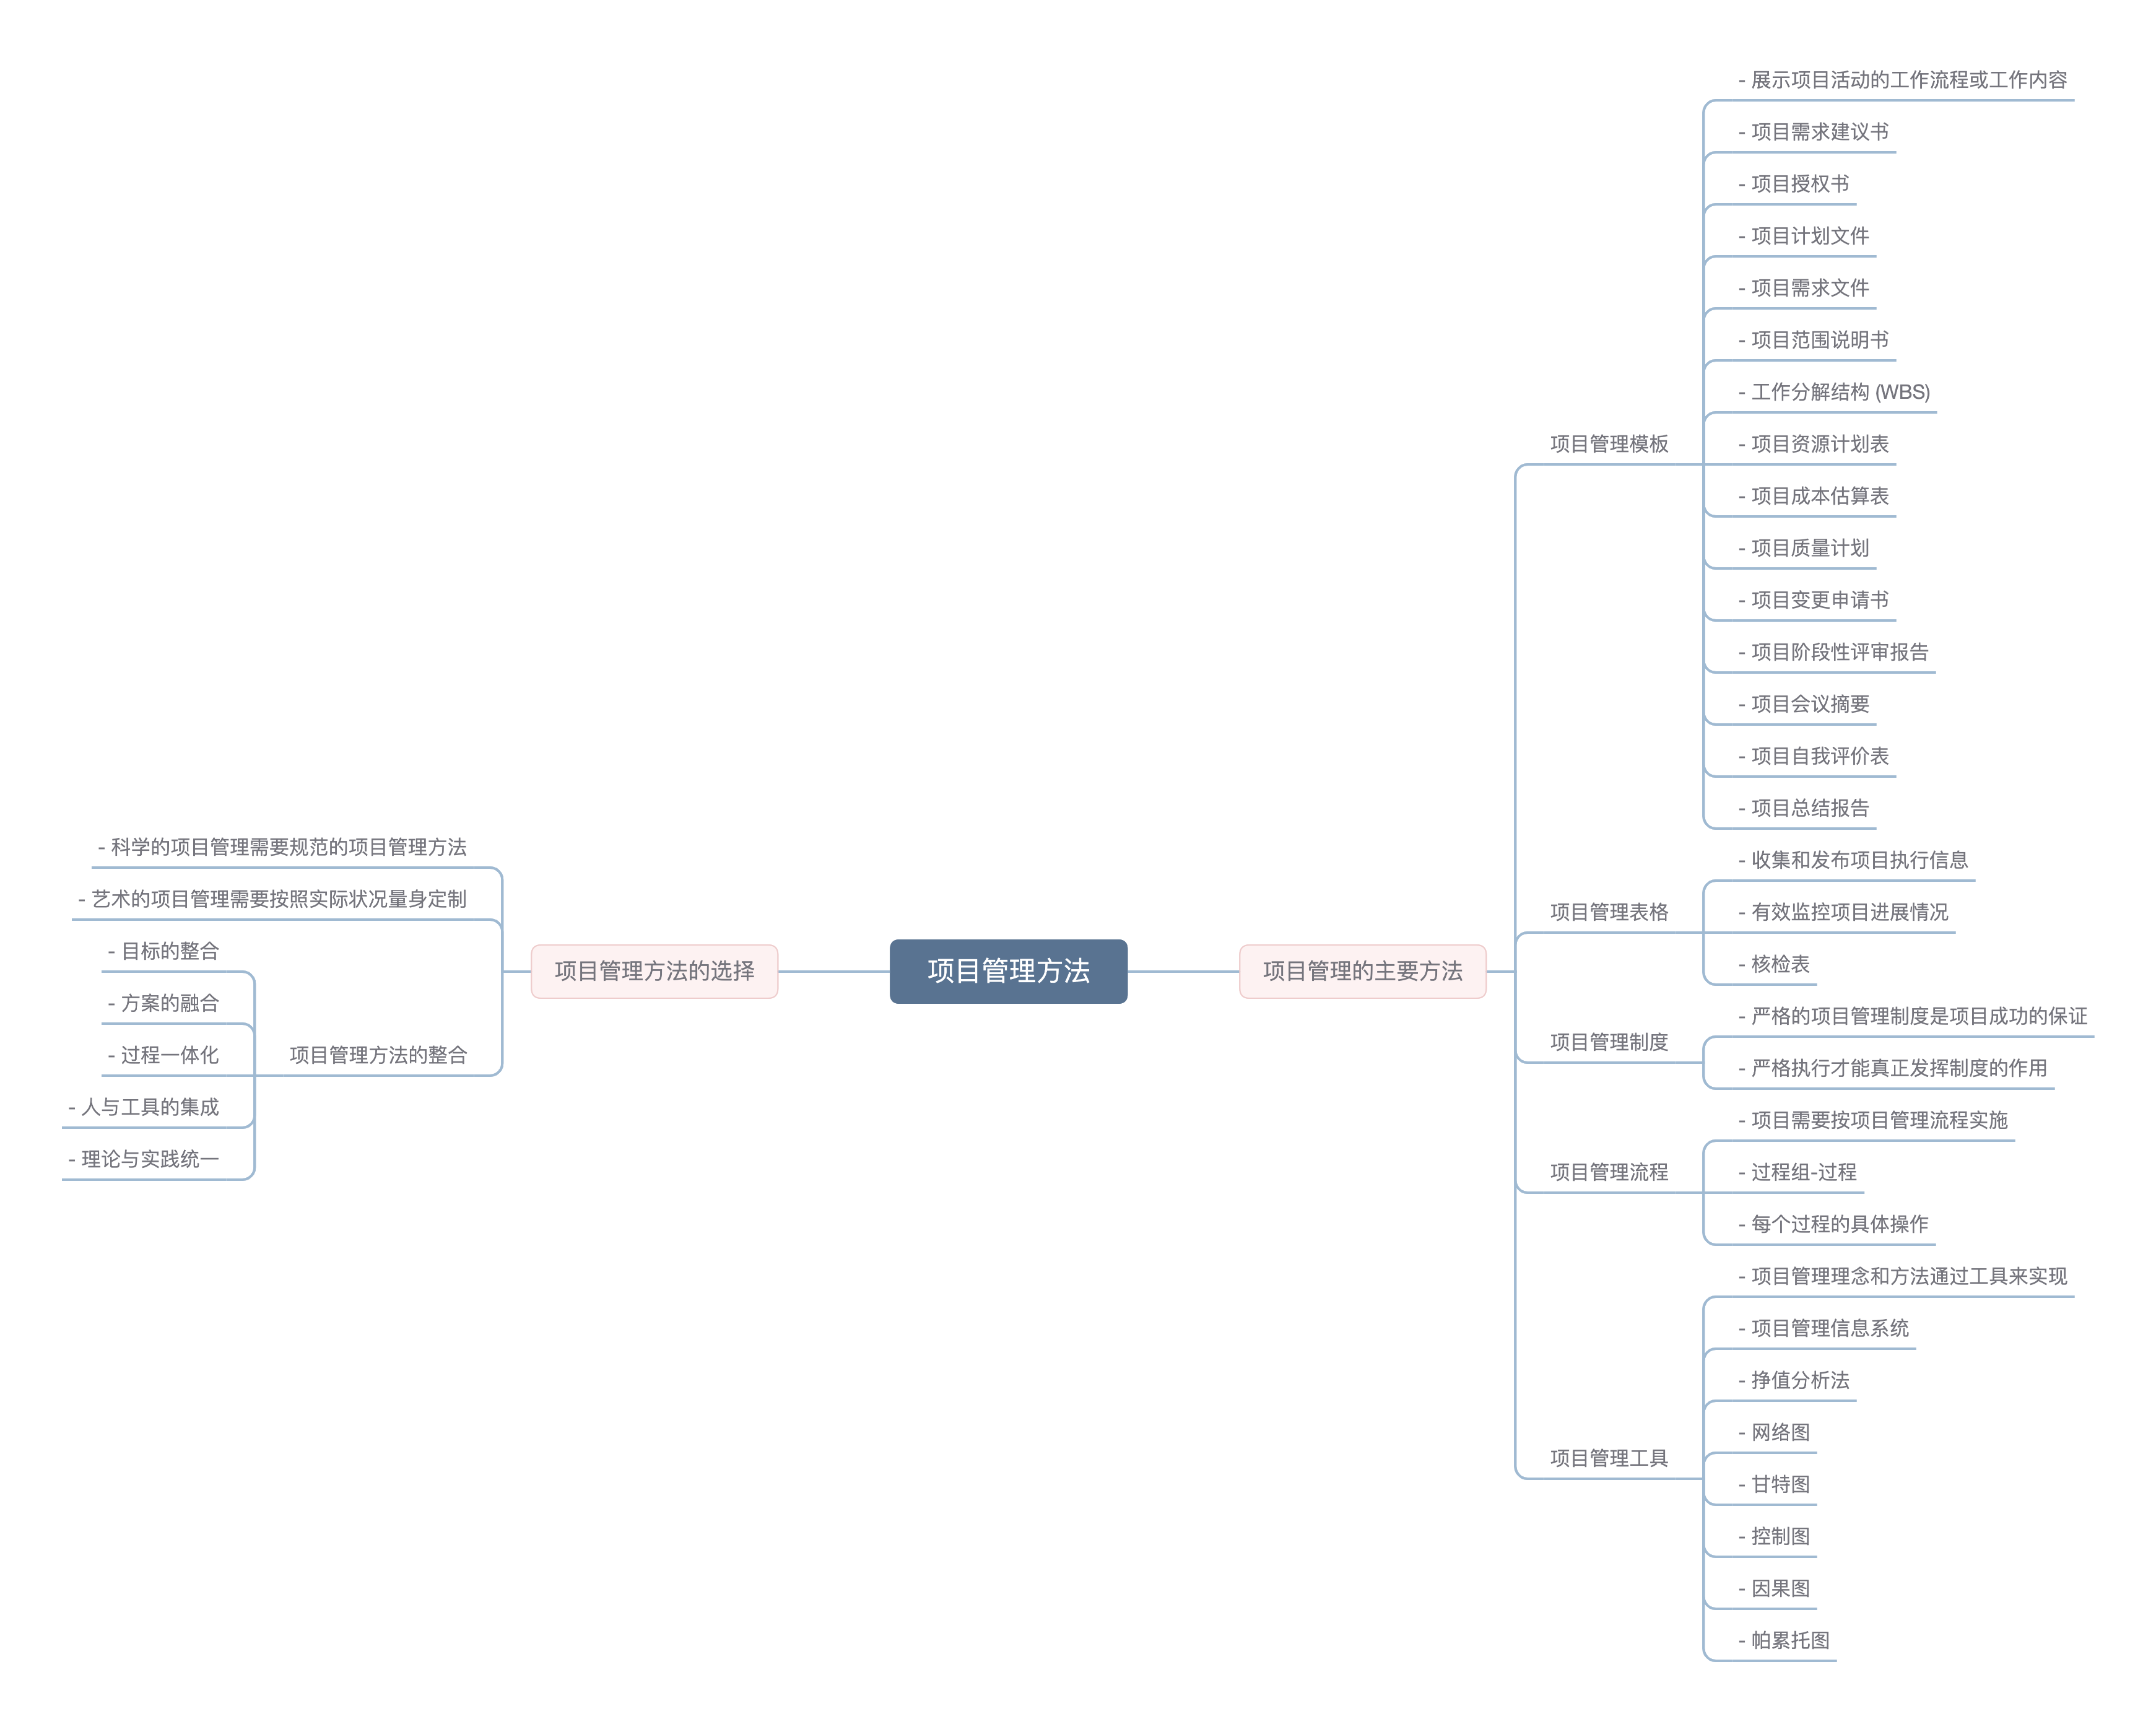 项目管理方法
项目管理的主要方法
项目管理模板
- 展示项目活动的工作流程或工作内容
- 项目需求建议书
- 项目授权书
- 项目计划文件
- 项目需求文件
- 项目范围说明书
- 工作分解结构 (WBS)
- 项目资源计划表
- 项目成本估算表
- 项目质量计划
- 项目变更申请书
- 项目阶段性评审报告
- 项目会议摘要
- 项目自我评价表
- 项目总结报告
项目管理表格
- 收集和发布项目执行信息
- 有效监控项目进展情况
- 核检表
项目管理制度
- 严格的项目管理制度是项目成功的保证
- 严格执行才能真正发挥制度的作用
项目管理流程
- 项目需要按项目管理流程实施
- 过程组-过程
- 每个过程的具体操作
项目管理工具
- 项目管理理念和方法通过工具来实现
- 项目管理信息系统
- 挣值分析法
- 网络图
- 甘特图
- 控制图
- 因果图
- 帕累托图
项目管理方法的选择
- 科学的项目管理需要规范的项目管理方法
- 艺术的项目管理需要按照实际状况量身定制
项目管理方法的整合
- 目标的整合
- 方案的融合
- 过程一体化
- 人与工具的集成
- 理论与实践统一